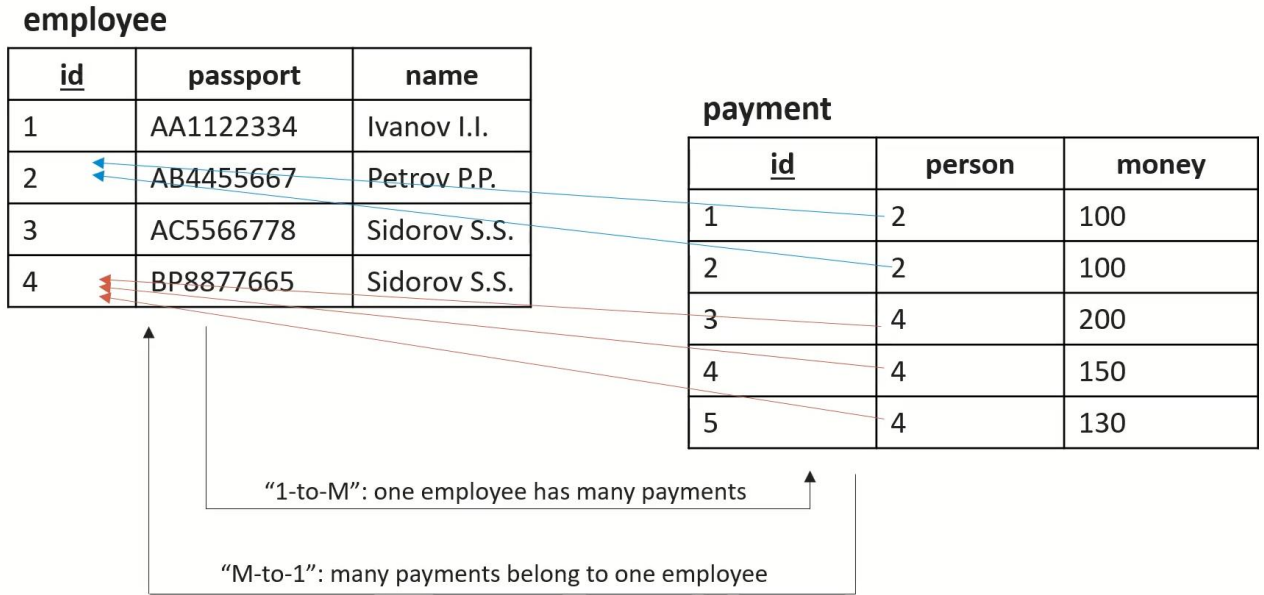 employee
id passport name
1 AA1122334 Ivanov I.I.
2 AB4455667 Petrov P.P.
3 AC5566778 Sidorov S.S.
4 BP8877665 Sidorov S.S.
payment
id person money
1 2 100
2 2 100
3 4 200
4 4 150
5 4 130
“1-to-M”: one employee has many payments
“M-to-1”: many payments belong to one employee